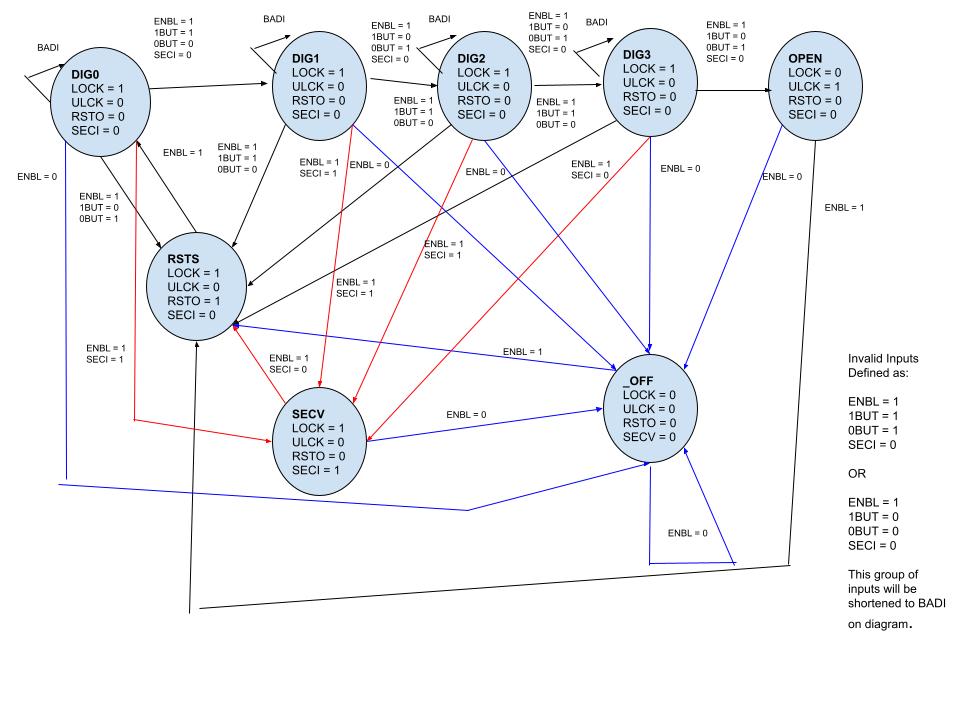 BADI
DIG0
LOCK = 1
ULCK = 0
RSTO = 0
SECI = 0
ENBL = 1
1BUT = 1
0BUT = 0
SECI = 0
BADI
DIG1
LOCK = 1
ULCK = 0
RSTO = 0
SECI = 0
ENBL = 1
1BUT = 0
0BUT = 1
SECI = 0
BADI
DIG2
LOCK = 1
ULCK = 0
RSTO = 0
SECI = 0
ENBL = 1
1BUT = 0
0BUT = 1
SECI = 0
BADI
DIG3
LOCK = 1
ULCK = 0
RSTO = 0
SECI = 0
ENBL = 1
1BUT = 0
0BUT = 1
SECI = 0
OPEN
LOCK = 0
ULCK = 1
RSTO = 0
SECI = 0
ENBL = 0
ENBL = 1
1BUT = 0
0BUT = 1
ENBL = 1
ENBL = 1
1BUT = 1
0BUT = 0
ENBL = 1
SECI = 1
ENBL = 0
ENBL = 1
1BUT = 1
0BUT = 0
ENBL = 0
ENBL = 1
1BUT = 1
0BUT = 0
ENBL = 1
SECI = 0
ENBL = 0
ENBL = 0
ENBL = 1
RSTS
LOCK = 1
ULCK = 0
RSTO = 1
SECI = 0
ENBL = 1
SECI = 1
ENBL = 1
SECI = 1
ENBL = 1
SECI = 1
ENBL = 1
SECI = 0
ENBL = 1
SECV
LOCK = 1
ULCK = 0
RSTO = 0
SECI = 1
ENBL = 0
_OFF
LOCK = 0
ULCK = 0
RSTO = 0
SECV = 0
ENBL = 0
Invalid Inputs
Defined as:
ENBL = 1
1BUT = 1
0BUT = 1
SECI = 0
OR
ENBL = 1
1BUT = 0
0BUT = 0
SECI = 0
This group of
inputs will be
shortened to BADI
on diagram.